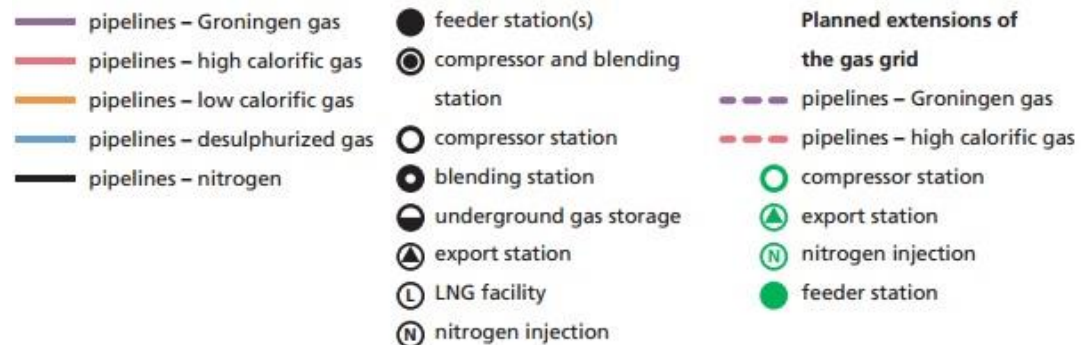 pipelines – Groningen gas
pipelines – high calorific gas
pipelines – low calorific gas
pipelines – desulphurized gas
pipelines – nitrogen
feeder station(s)
compressor and blending
station
compressor station
blending station
underground gas storage
export station
L LNG facility
N nitrogen injection
Planned extensions of
the gas grid
pipelines – Groningen gas
pipelines – high calorific gas
compressor station
export station
N nitrogen injection
feeder station